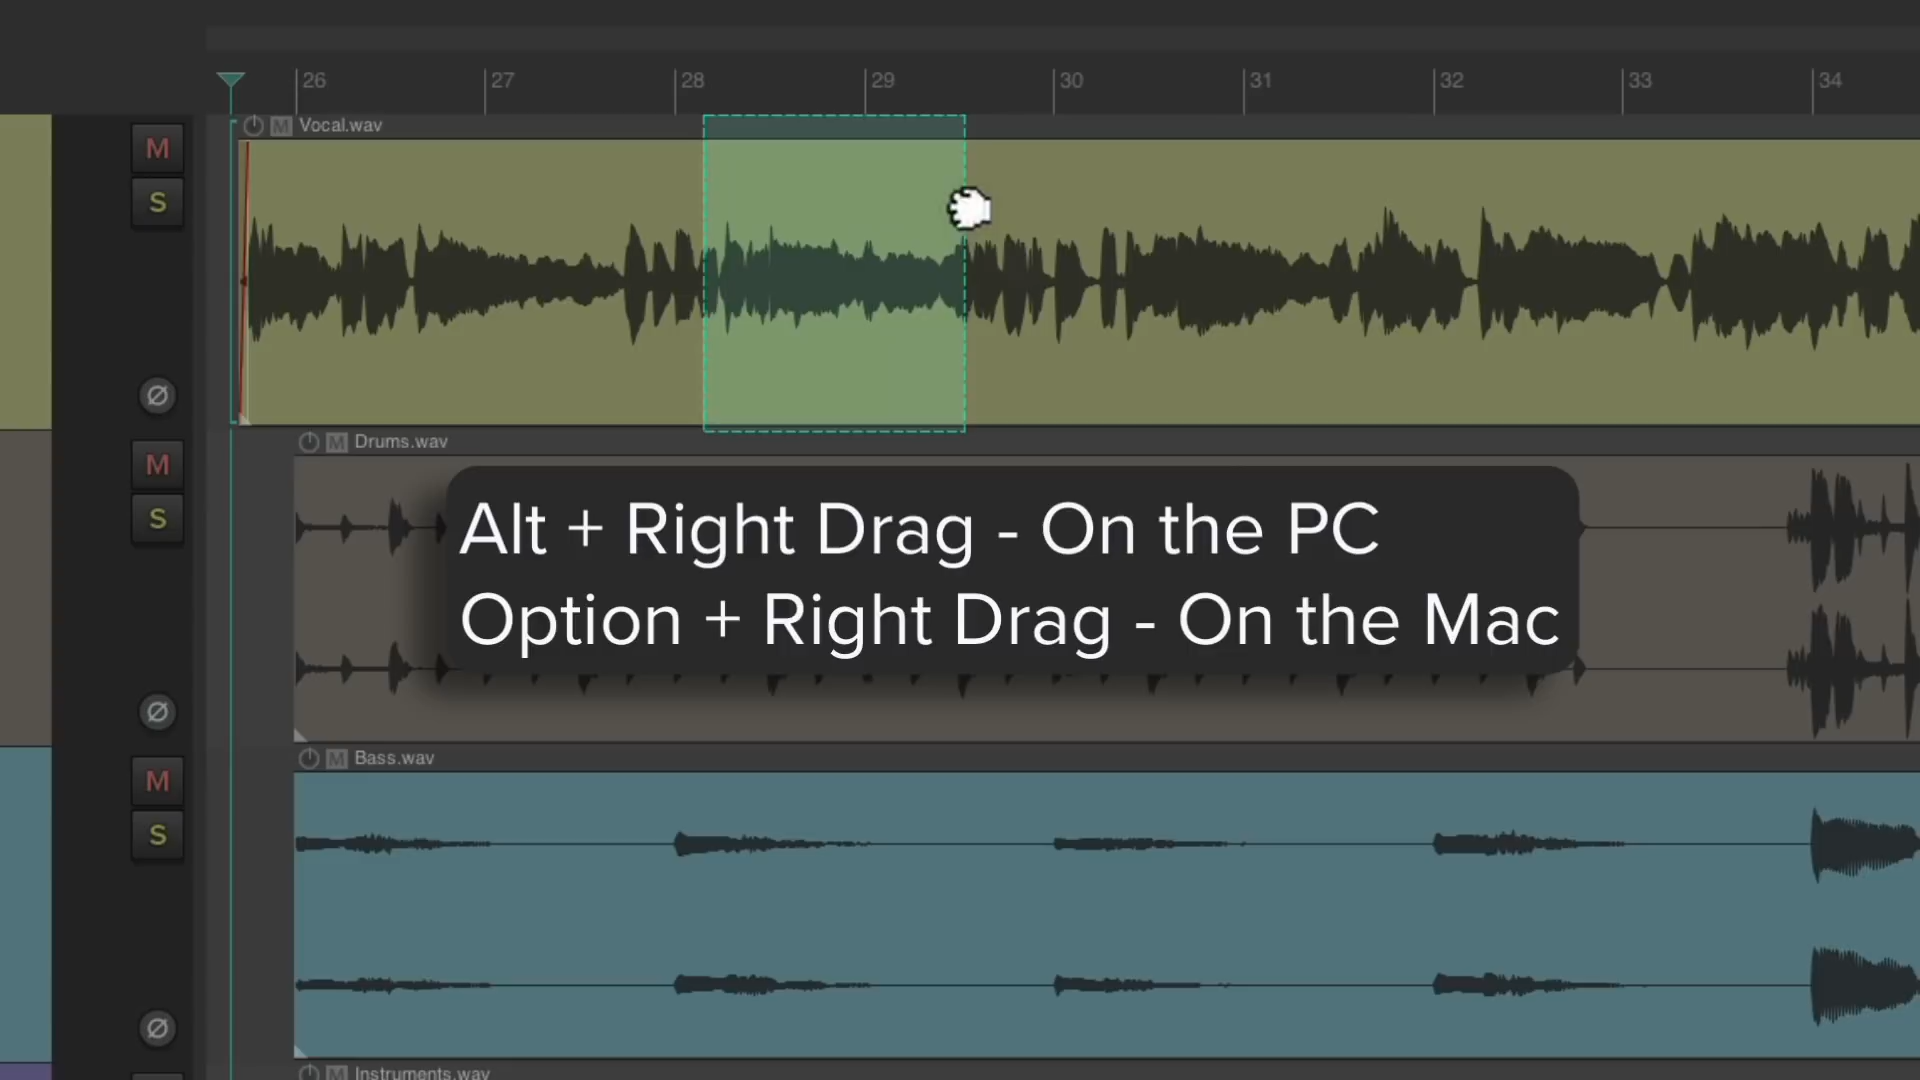 26 27 28 29 30 31 32 33 34
M Vocal.wav
M
S
Ø
M Drums.wav
M
S
Alt + Right Drag - On the PC
Option + Right Drag - On the Mac
Ø
M Bass.wav
M
S
Ø
M Instruments.wav